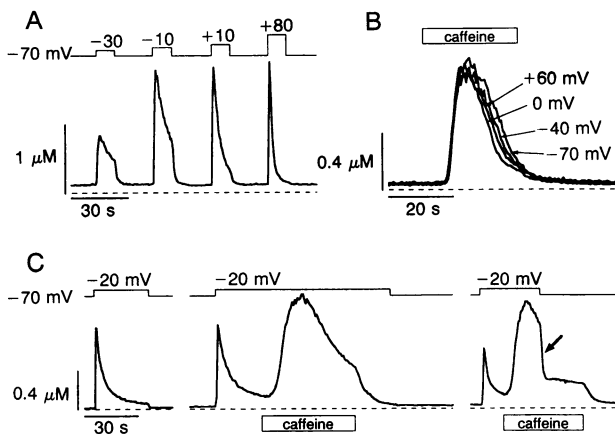 A
−30 −10 +10 +80
−70 mV
1 μM
30 s
B
caffeine
+60 mV
0 mV
−40 mV
−70 mV
0.4 μM
20 s
C
−20 mV −20 mV −20 mV
−70 mV
0.4 μM
30 s
caffeine caffeine